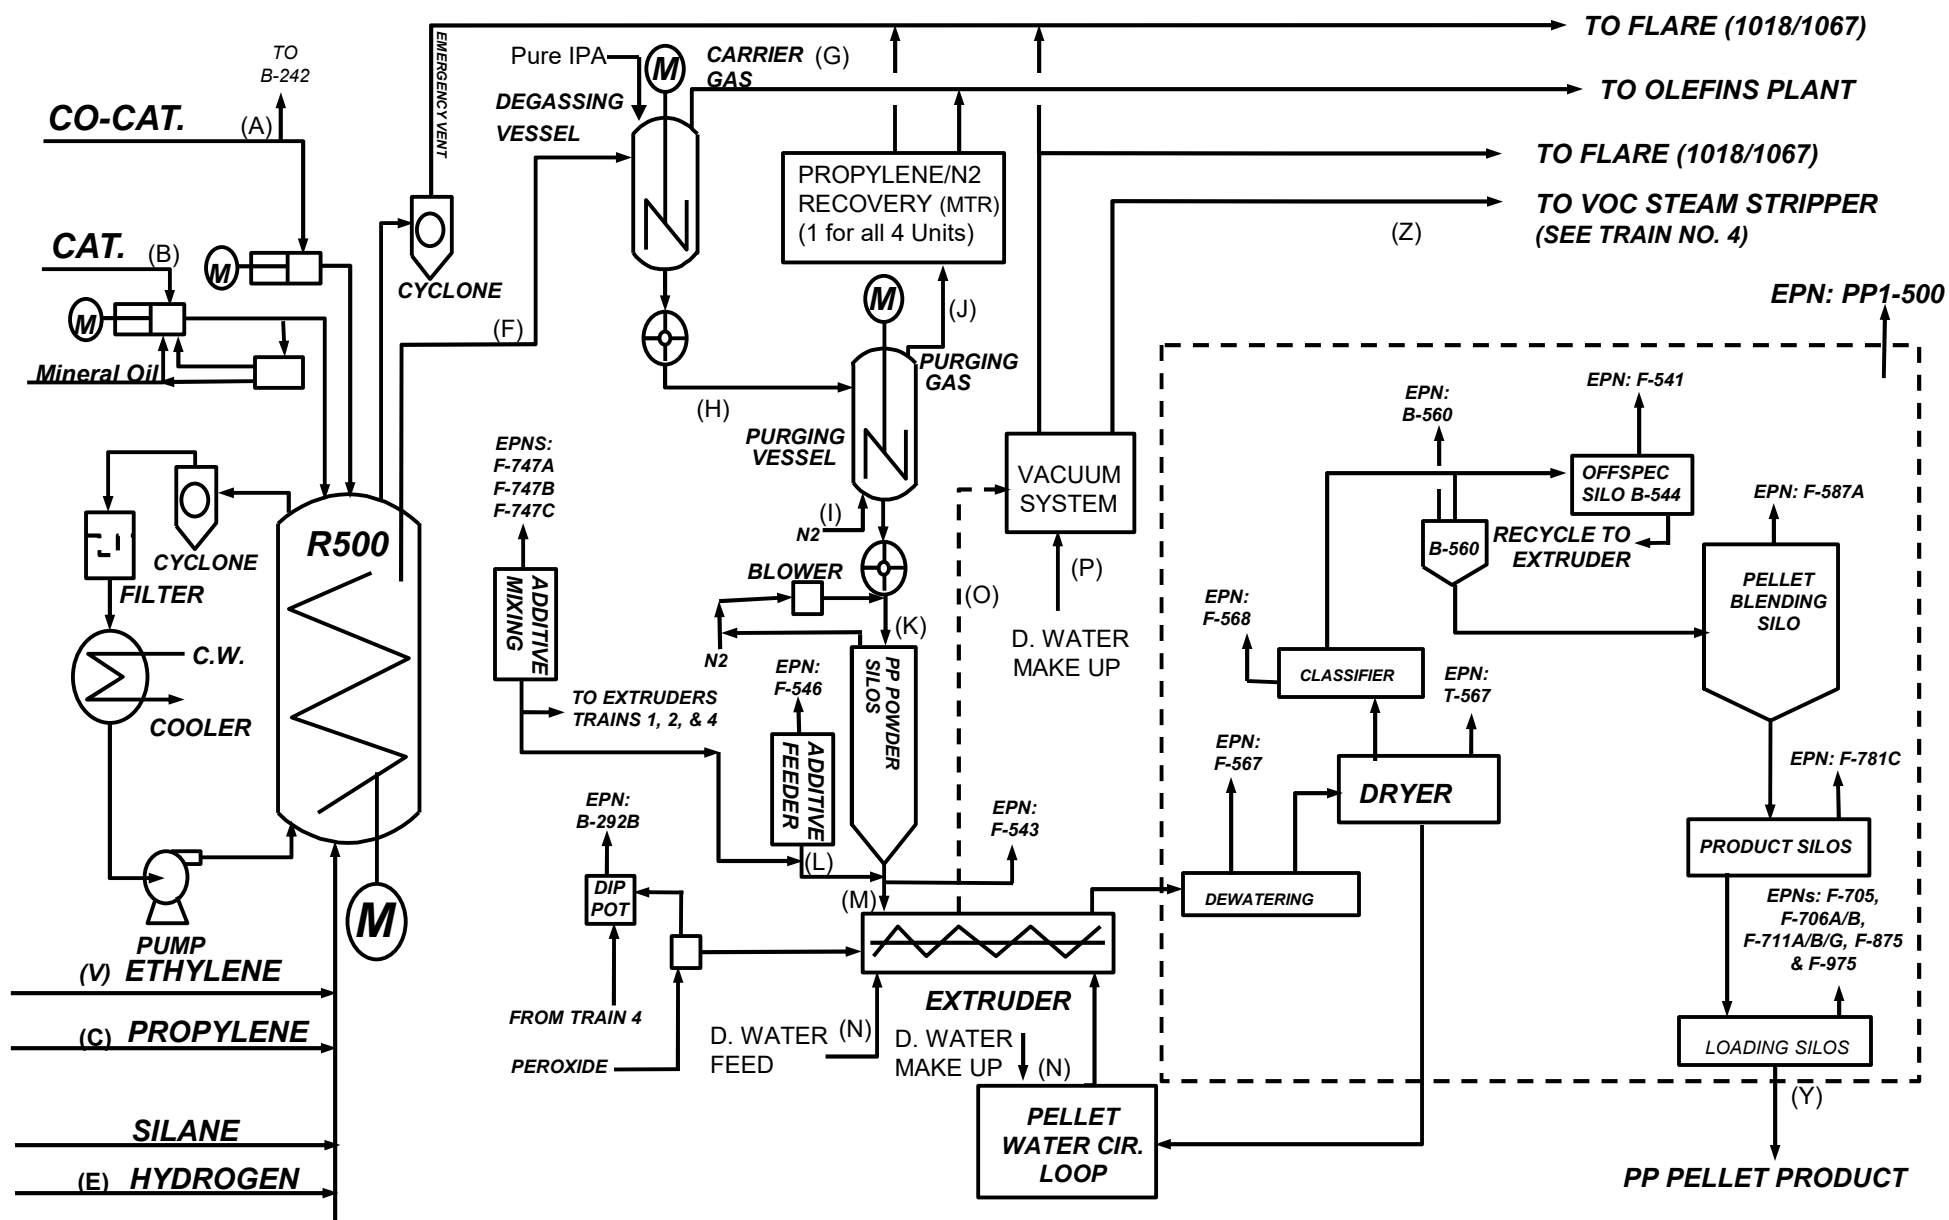 TO FLARE (1018/1067)
EMERGENCY VENT
Pure IPA
M
CARRIER
GAS
(G)
TO
B-242
DEGASSING
VESSEL
TO OLEFINS PLANT
CO-CAT.
(A)
TO FLARE (1018/1067)
PROPYLENE/N2
RECOVERY (MTR)
(1 for all 4 Units)
TO VOC STEAM STRIPPER
(SEE TRAIN NO. 4)
(Z)
CAT.
(B)
M
CYCLONE
M
(J)
EPN: PP1-500
M
(F)
Mineral Oil
PURGING
GAS
(H)
PURGING
VESSEL
EPN:
B-560
EPN: F-541
EPNS:
F-747A
F-747B
F-747C
VACUUM
SYSTEM
OFFSPEC
SILO B-544
EPN: F-587A
(I)
N2
R500
CYCLONE
FILTER
B-560
RECYCLE TO
EXTRUDER
BLOWER
(O)
(P)
ADDITIVE
MIXING
PELLET
BLENDING
SILO
EPN:
F-568
(K)
N2
D. WATER
MAKE UP
C.W.
COOLER
EPN:
F-546
PP POWDER
SILOS
CLASSIFIER
EPN:
T-567
TO EXTRUDERS
TRAINS 1, 2, & 4
ADDITIVE
FEEDER
EPN:
F-567
EPN: F-781C
DRYER
EPN:
B-292B
EPN:
F-543
PRODUCT SILOS
(L)
DIP
POT
(M)
DEWATERING
EPNs: F-705,
F-706A/B,
F-711A/B/G, F-875
& F-975
M
PUMP
(V) ETHYLENE
EXTRUDER
FROM TRAIN 4
(C) PROPYLENE
D. WATER
FEED
(N)
D. WATER
MAKE UP
(N)
PEROXIDE
LOADING SILOS
(Y)
SILANE
PELLET
WATER CIR.
LOOP
(E) HYDROGEN
PP PELLET PRODUCT